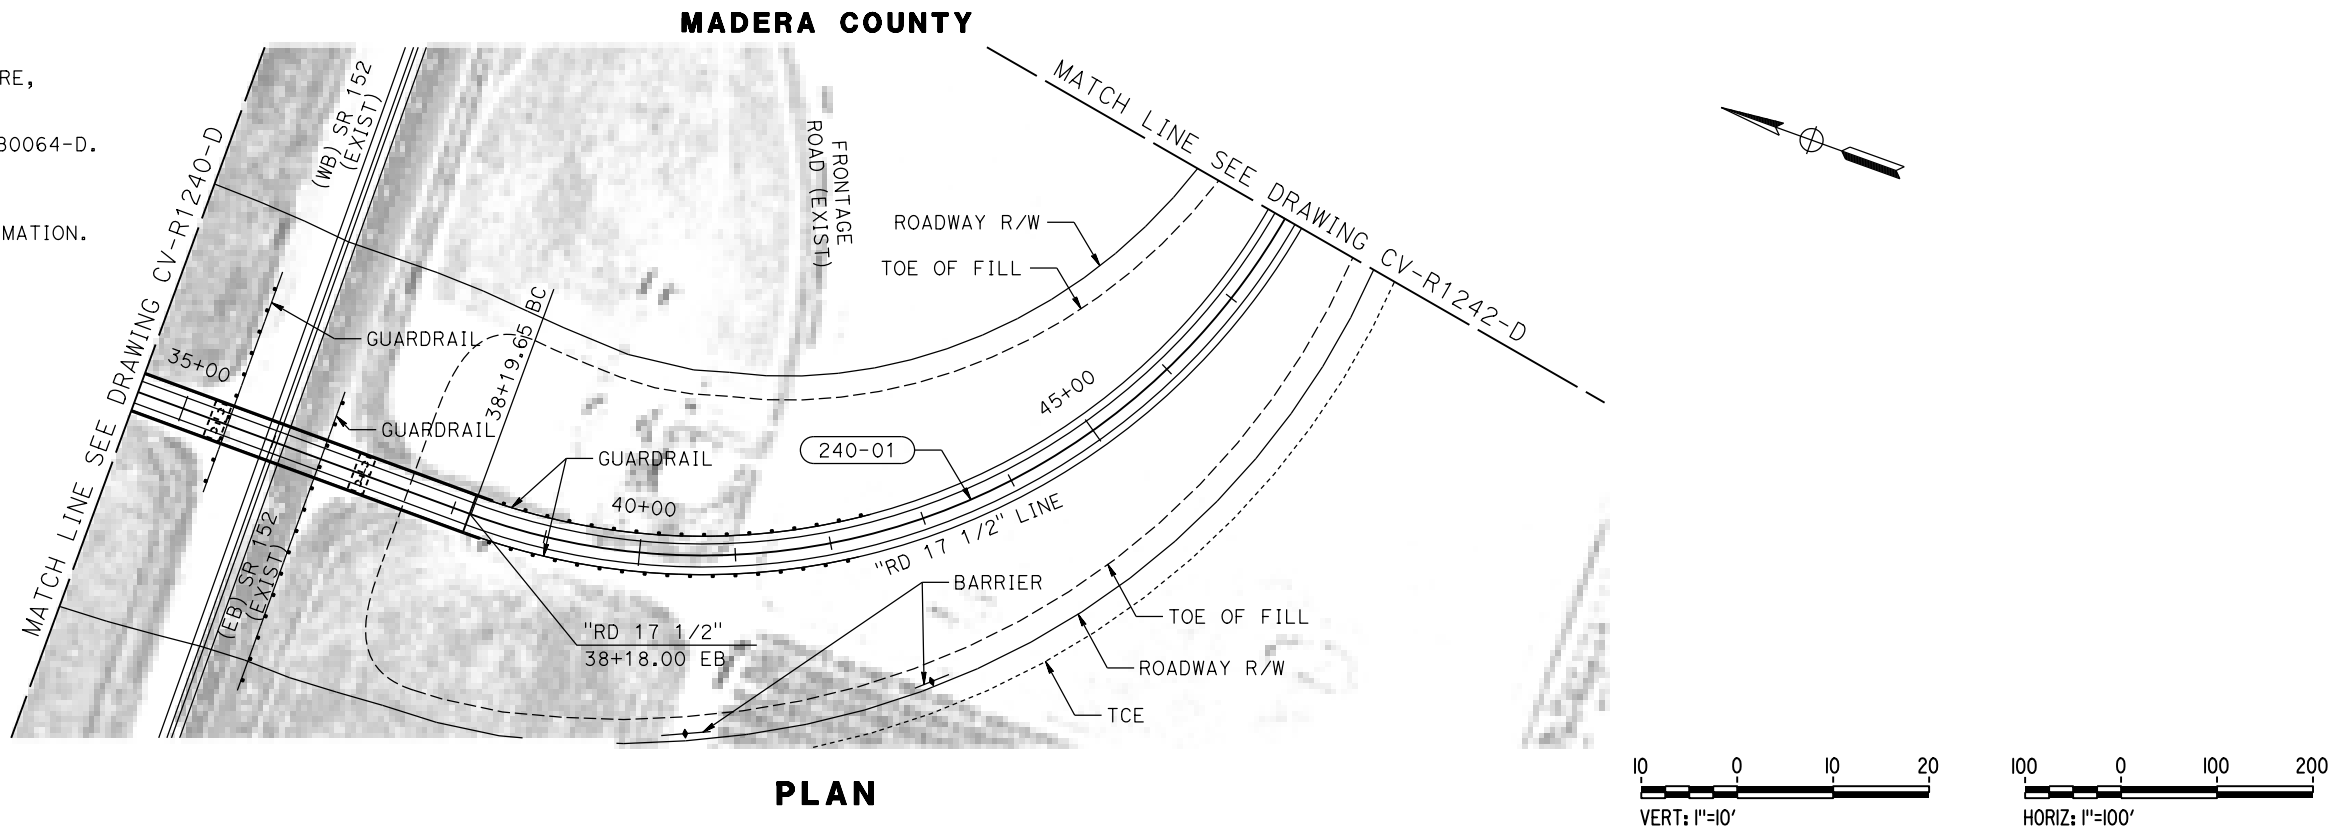 MADERA COUNTY
RE,
30064-D.
MATION.
MATCH LINE SEE DRAWING CV-R1240-D
(WB) SR 152
(EXIST)
FRONTAGE
ROAD (EXIST)
MATCH LINE SEE DRAWING CV-R1242-D
ROADWAY R/W
TOE OF FILL
GUARDRAIL
35+00
38+19.65 BC
GUARDRAIL
GUARDRAIL
45+00
240-01
40+00
"RD 17 1/2" LINE
(EB) SR 152
(EXIST)
BARRIER
"RD 17 1/2"
38+18.00 EB
TOE OF FILL
ROADWAY R/W
TCE
PLAN
10 0 10 20
VERT: 1"=10'
100 0 100 200
HORIZ: 1"=100'